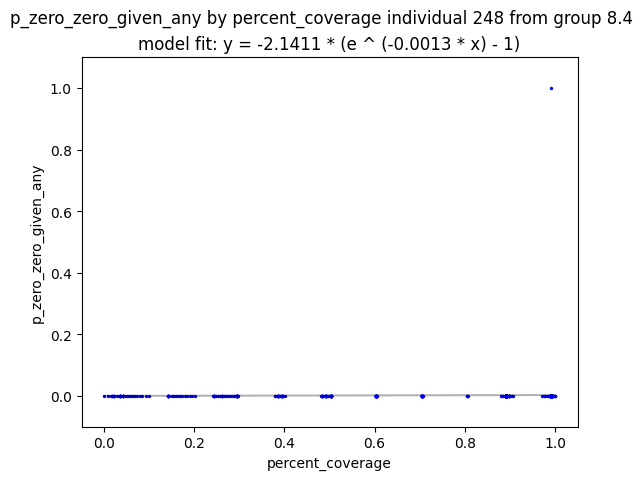 p_zero_zero_given_any by percent_coverage individual 248 from group 8.4
model fit: y = -2.1411 * (e ^ (-0.0013 * x) - 1)
1.0
0.8
0.6
0.4
0.2
0.0
p_zero_zero_given_any
0.0 0.2 0.4 0.6 0.8 1.0
percent_coverage